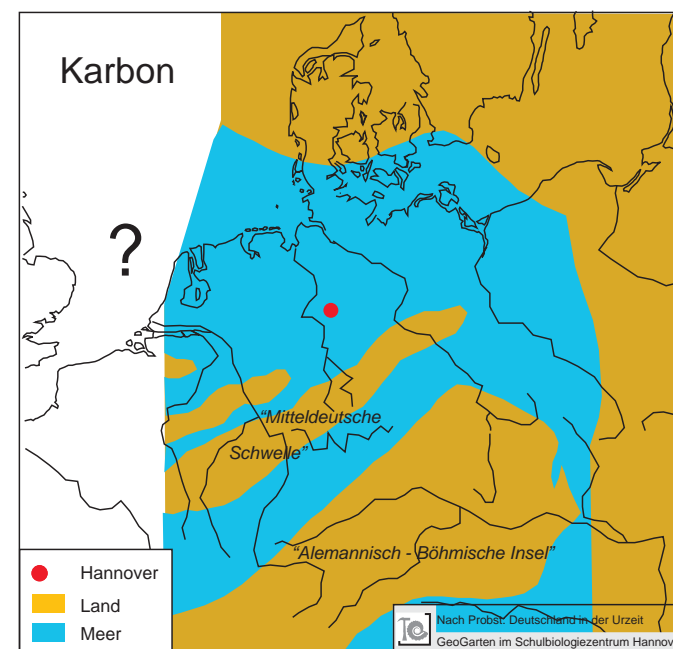 Karbon
?
"Mitteldeutsche
Schwelle"
"Alemannisch - Böhmische Insel"
Hannover
Land
Meer
Nach Probst: Deutschland in der Urzeit
GeoGarten im Schulbiologiezentrum Hannov